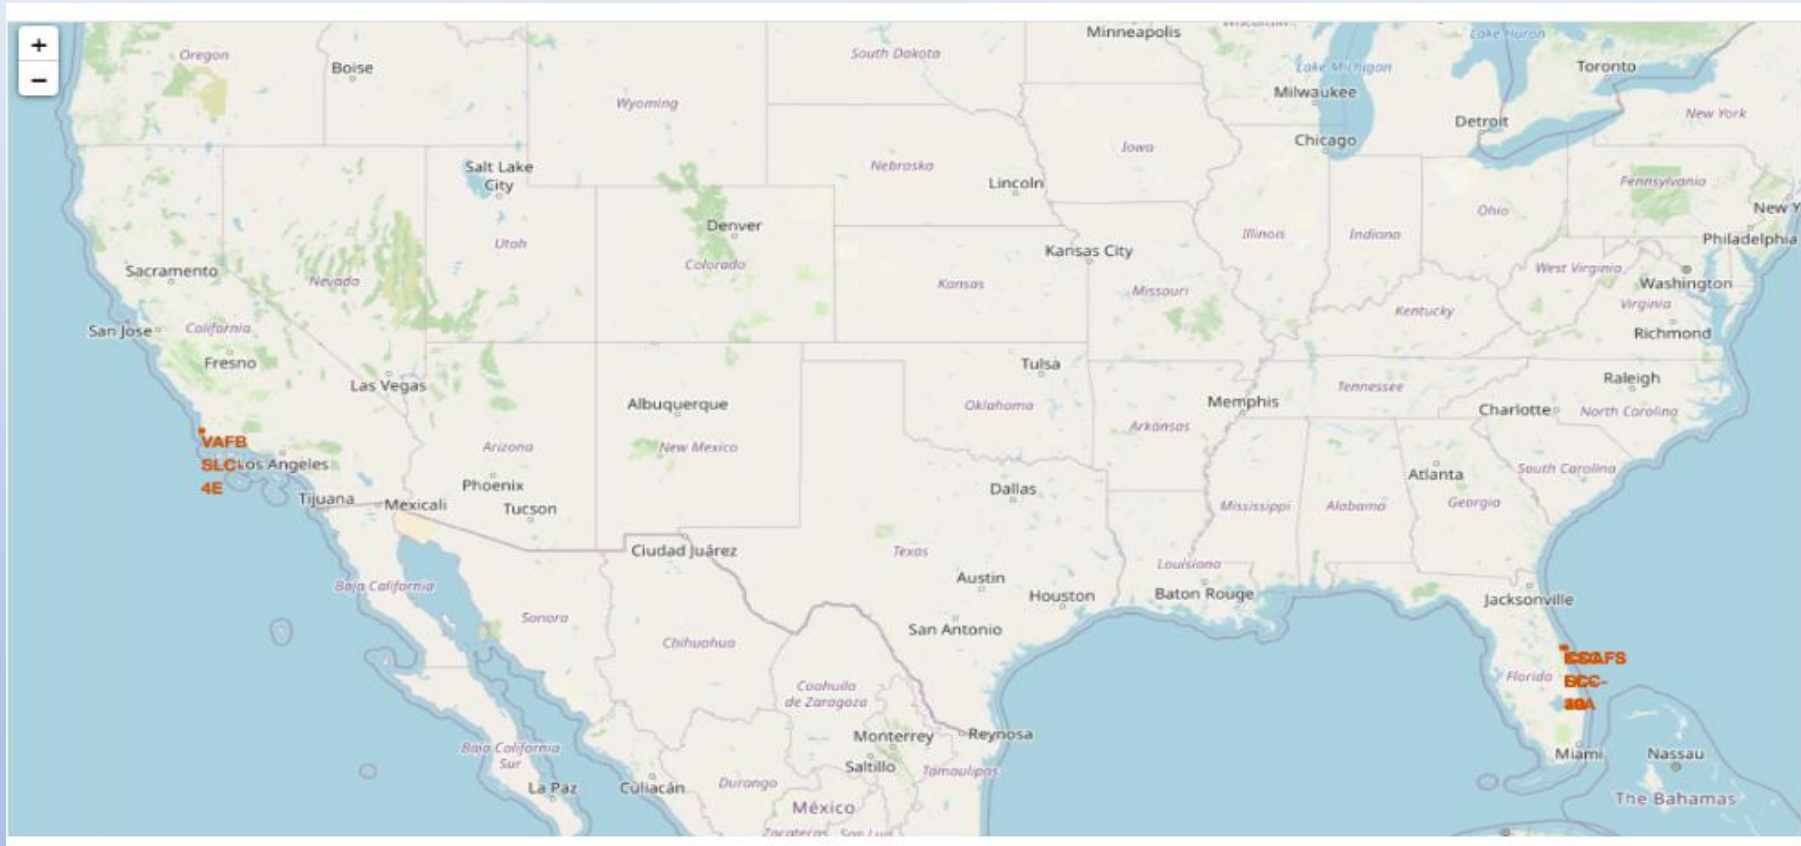 +
−
Wisconsin
Minneapolis
Lake Huron
Oregon
South Dakota
Boise
Lake Michigan
Toronto
Milwaukee
Wyoming
New York
Detroit
Chicago
Iowa
Salt Lake
City
Nebraska
Lincoln
Pennsylvania
New Y
Ohio
Denver
Illinois
Indiana
Philadelphia
Utah
Kansas City
Colorado
Sacramento
Nevada
West Virginia
Kansas
Missouri
Washington
Virginia
Kentucky
San Jose
California
Richmond
Fresno
Tulsa
Las Vegas
Tennessee
Raleigh
Albuquerque
Oklahoma
Memphis
Charlotte
North Carolina
Arkansas
VAFB
SLC-
4E
Los Angeles
Arizona
New Mexico
South Carolina
Atlanta
Phoenix
Dallas
Tijuana
Mexicali
Tucson
Mississippi
Alabama
Georgia
Ciudad Juárez
Texas
Louisiana
Austin
Baja California
Houston
Baton Rouge
Jacksonville
Sonora
San Antonio
Chihuahua
Florida
Coahuila
de Zaragoza
Monterrey
Reynosa
Baja California
Sur
Miami
Nassau
Saltillo
Tamaulipas
La Paz
Culiacán
Durango
México
The Bahamas
Zacatecas
San Luis